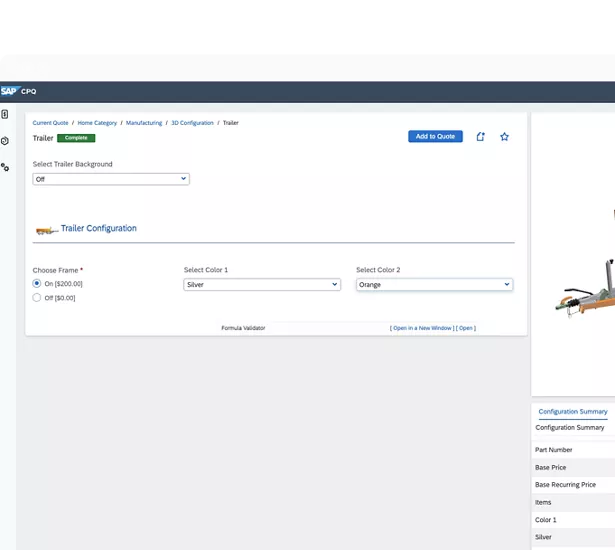 SAP CPQ
Current Quote / Home Category / Manufacturing / 3D Configuration / Trailer
Trailer Complete Add to Quote
Select Trailer Background
Off
Trailer Configuration
Choose Frame * Select Color 1 Select Color 2
On [$200.00] Silver Orange
Off [$0.00]
Formula Validator [ Open in a New Window ] [ Open ]
Configuration Summary
Configuration Summary
Part Number
Base Price
Base Recurring Price
Items
Color 1
Silver